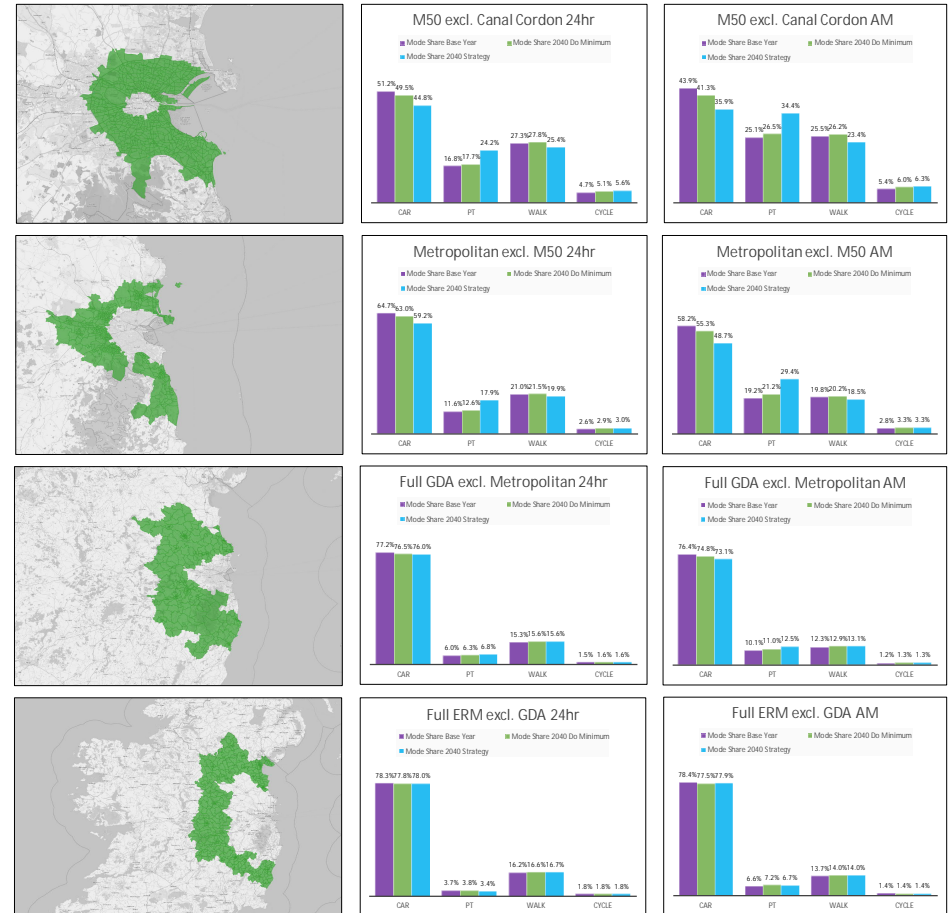 M50 excl. Canal Cordon 24hr
Mode Share Base Year Mode Share 2040 Do Minimum
Mode Share 2040 Strategy
51.2% 49.5% 44.8%
16.8% 17.7% 24.2%
27.3% 27.8% 25.4%
4.7% 5.1% 5.6%
CAR PT WALK CYCLE
M50 excl. Canal Cordon AM
Mode Share Base Year Mode Share 2040 Do Minimum
Mode Share 2040 Strategy
43.9% 41.3% 35.9%
25.1% 26.5% 34.4%
25.5% 26.2% 23.4%
5.4% 6.0% 6.3%
CAR PT WALK CYCLE
Metropolitan excl. M50 24hr
Mode Share Base Year Mode Share 2040 Do Minimum
Mode Share 2040 Strategy
64.7% 63.0% 59.2%
11.6% 12.6% 17.9%
21.0% 21.5% 19.9%
2.6% 2.9% 3.0%
CAR PT WALK CYCLE
Metropolitan excl. M50 AM
Mode Share Base Year Mode Share 2040 Do Minimum
Mode Share 2040 Strategy
58.2% 55.3% 48.7%
19.2% 21.2% 29.4%
19.8% 20.2% 18.5%
2.8% 3.3% 3.3%
CAR PT WALK CYCLE
Full GDA excl. Metropolitan 24hr
Mode Share Base Year Mode Share 2040 Do Minimum
Mode Share 2040 Strategy
77.2% 76.5% 76.0%
6.0% 6.3% 6.8%
15.3% 15.6% 15.6%
1.5% 1.6% 1.6%
CAR PT WALK CYCLE
Full GDA excl. Metropolitan AM
Mode Share Base Year Mode Share 2040 Do Minimum
Mode Share 2040 Strategy
76.4% 74.8% 73.1%
10.1% 11.0% 12.5%
12.3% 12.9% 13.1%
1.2% 1.3% 1.3%
CAR PT WALK CYCLE
Full ERM excl. GDA 24hr
Mode Share Base Year Mode Share 2040 Do Minimum
Mode Share 2040 Strategy
78.3% 77.8% 78.0%
3.7% 3.8% 3.4%
16.2% 16.6% 16.7%
1.8% 1.8% 1.8%
CAR PT WALK CYCLE
Full ERM excl. GDA AM
Mode Share Base Year Mode Share 2040 Do Minimum
Mode Share 2040 Strategy
78.4% 77.5% 77.9%
6.6% 7.2% 6.7%
13.7% 14.0% 14.0%
1.4% 1.4% 1.4%
CAR PT WALK CYCLE